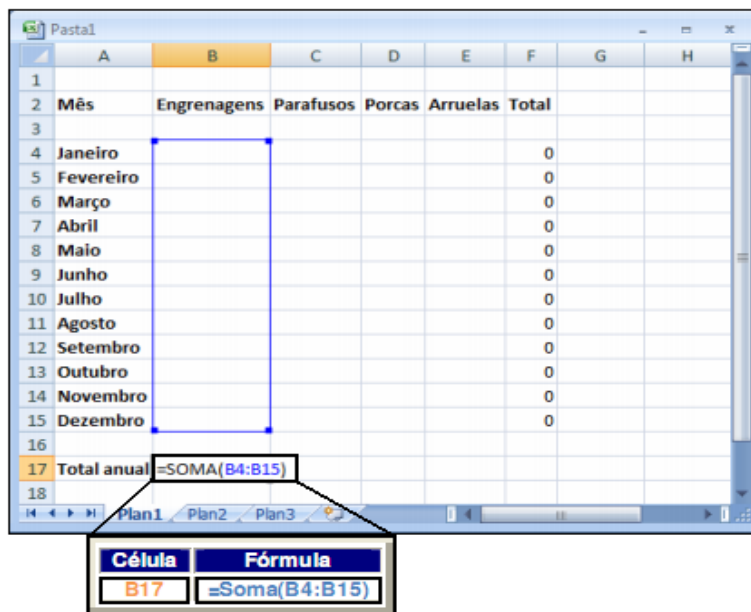 Pasta1
A B C D E F G H
1
2 Mês Engrenagens Parafusos Porcas Arruelas Total
3
4 Janeiro 0
5 Fevereiro 0
6 Março 0
7 Abril 0
8 Maio 0
9 Junho 0
10 Julho 0
11 Agosto 0
12 Setembro 0
13 Outubro 0
14 Novembro 0
15 Dezembro 0
16
17 Total anual =SOMA(B4:B15)
18
Plan1 Plan2 Plan3
Célula Fórmula
B17 =Soma(B4:B15)